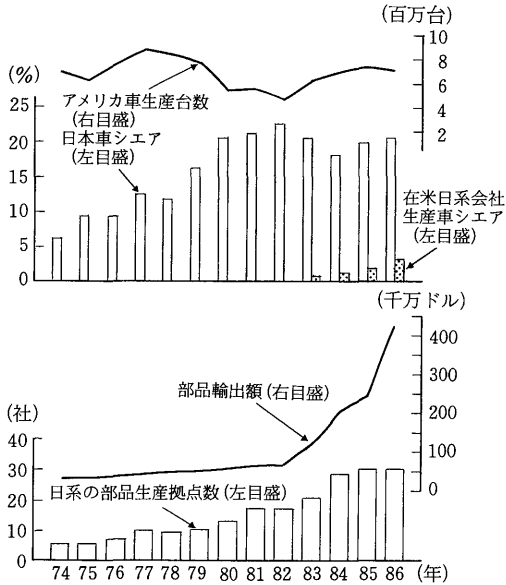 (百万台)
(%)
10
8
6
4
2
アメリカ車生産台数
(右目盛)
日本車シエア
(左目盛)
25
20
15
10
5
0
在米日系会社
生産車シエア
(左目盛)
(千万ドル)
400
300
200
100
0
部品輸出額(右目盛)
(社)
40
30
20
10
0
日系の部品生産拠点数(左目盛)
74 75 76 77 78 79 80 81 82 83 84 85 86 (年)